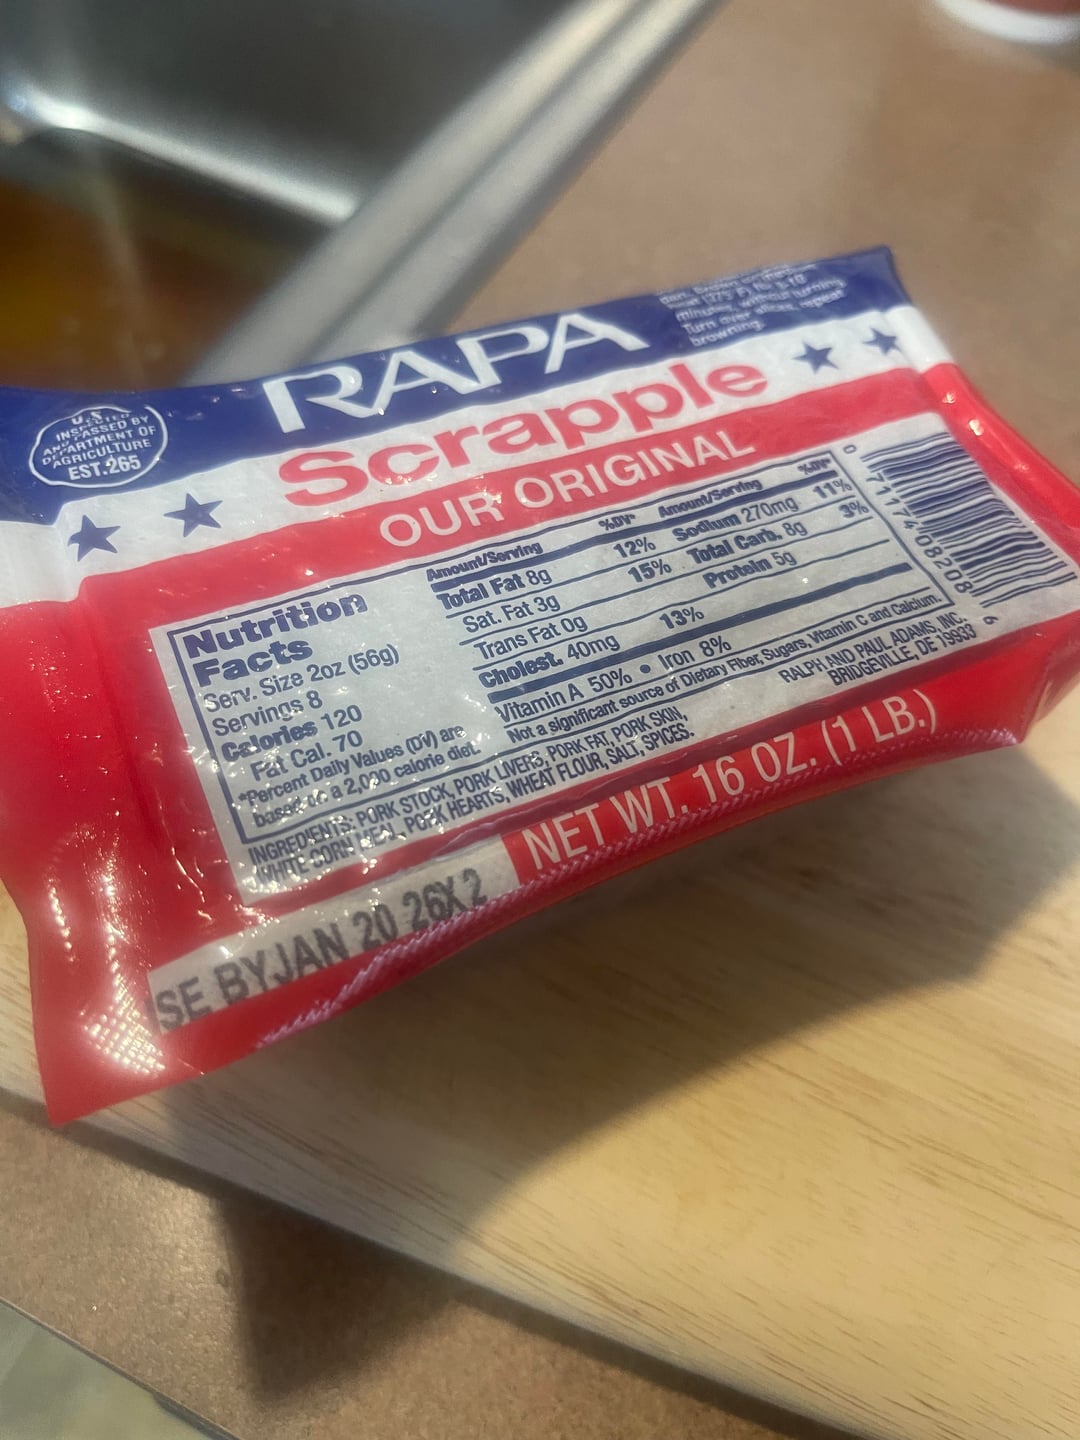 RAPA
minutes, without turning.
Turn over slices, repeat
browning.
Scrapple
OUR ORIGINAL
U.S.
INSPECTED
AND PASSED BY
DEPARTMENT OF
AGRICULTURE
EST.265
Nutrition
Facts
Serv. Size 2oz (56g)
Servings 8
Calories 120
Fat Cal. 70
*Percent Daily Values (DV) are
based on a 2,000 calorie diet.
Amount/Serving %DV*
Total Fat 8g 12%
Sat. Fat 3g 15%
Trans Fat 0g
Cholest. 40mg 13%
Amount/Serving %DV*
Sodium 270mg 11%
Total Carb. 8g 3%
Protein 5g
Vitamin A 50% • Iron 8%
Not a significant source of Dietary Fiber, Sugars, Vitamin C and Calcium.
INGREDIENTS: PORK STOCK, PORK LIVERS, PORK FAT, PORK SKIN,
WHITE CORN MEAL, PORK HEARTS, WHEAT FLOUR, SALT, SPICES.
RALPH AND PAUL ADAMS, INC.
BRIDGEVILLE, DE 19933
0 71117408208 6
NET WT. 16 OZ. (1 LB.)
SE BY JAN 20 26X2